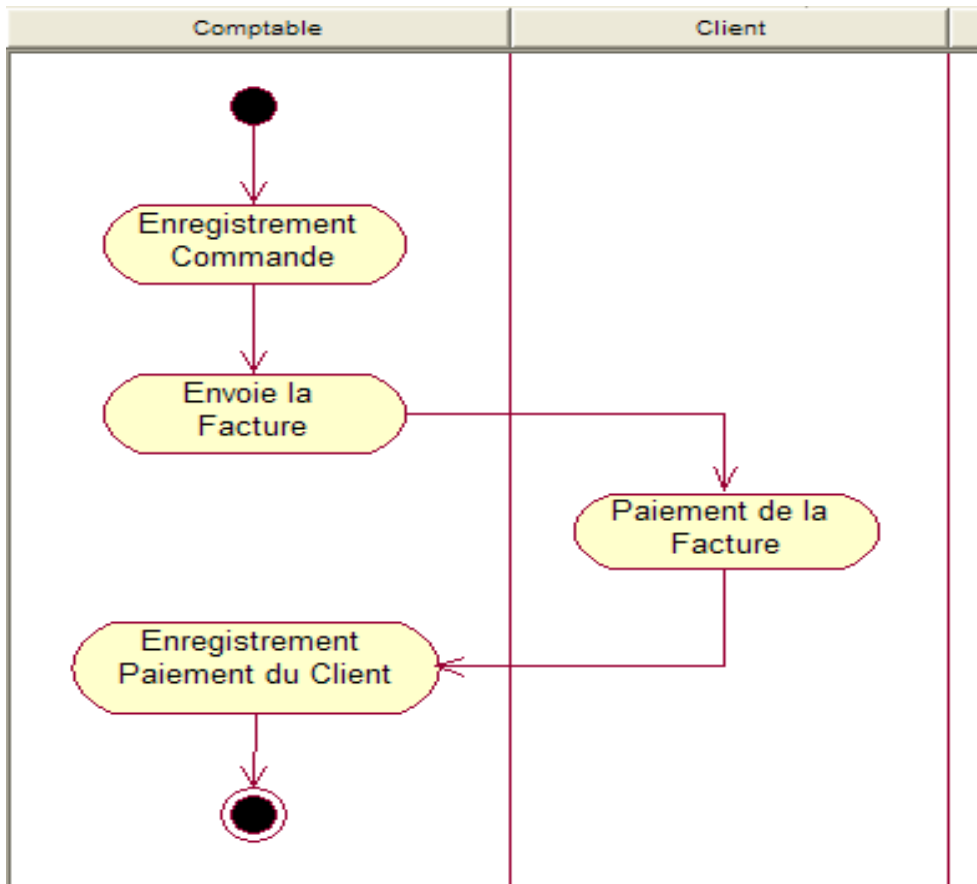 Comptable
Client
Enregistrement
Commande
Envoie la
Facture
Paiement de la
Facture
Enregistrement
Paiement du Client